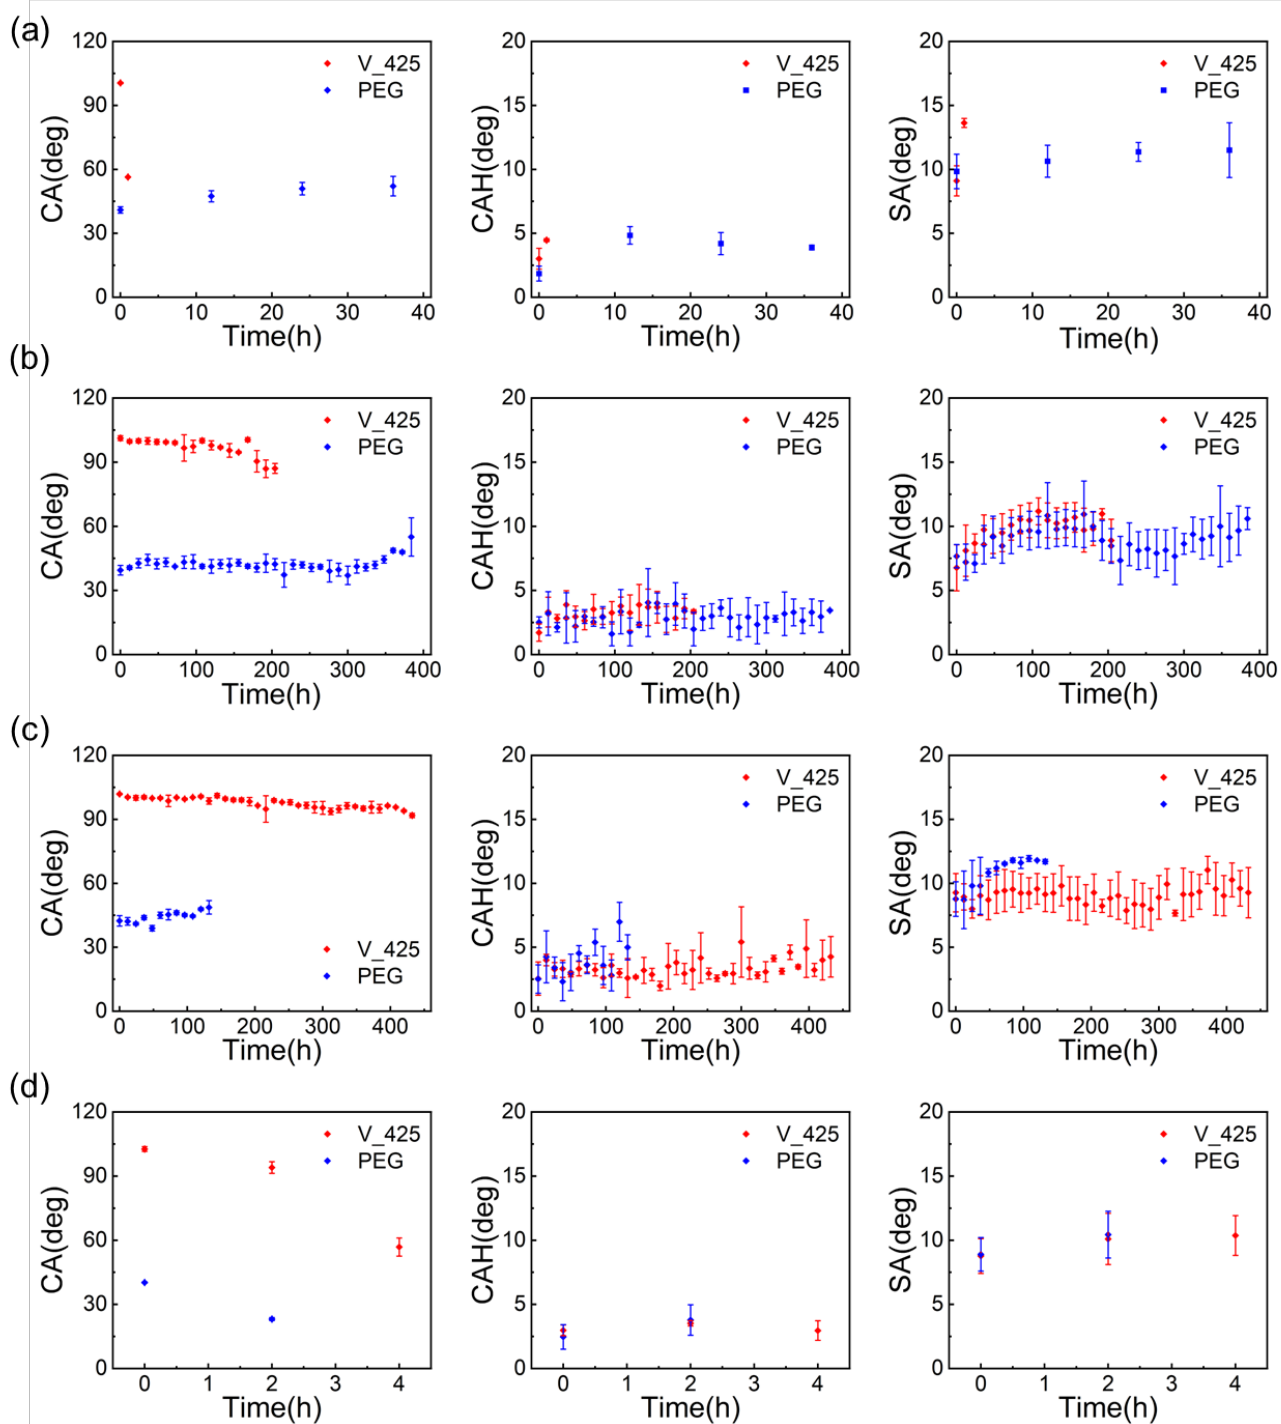 (a)
120
90
60
30
0
CA(deg)
V_425
PEG
0 10 20 30 40
Time(h)
20
15
10
5
0
CAH(deg)
V_425
PEG
0 10 20 30 40
Time(h)
20
15
10
5
0
SA(deg)
V_425
PEG
0 10 20 30 40
Time(h)
(b)
120
90
60
30
0
CA(deg)
V_425
PEG
0 100 200 300 400
Time(h)
20
15
10
5
0
CAH(deg)
V_425
PEG
0 100 200 300 400
Time(h)
20
15
10
5
0
SA(deg)
V_425
PEG
0 100 200 300 400
Time(h)
(c)
120
90
60
30
0
CA(deg)
V_425
PEG
0 100 200 300 400
Time(h)
20
15
10
5
0
CAH(deg)
V_425
PEG
0 100 200 300 400
Time(h)
20
15
10
5
0
SA(deg)
V_425
PEG
0 100 200 300 400
Time(h)
(d)
120
90
60
30
0
CA(deg)
V_425
PEG
0 1 2 3 4
Time(h)
20
15
10
5
0
CAH(deg)
V_425
PEG
0 1 2 3 4
Time(h)
20
15
10
5
0
SA(deg)
V_425
PEG
0 1 2 3 4
Time(h)